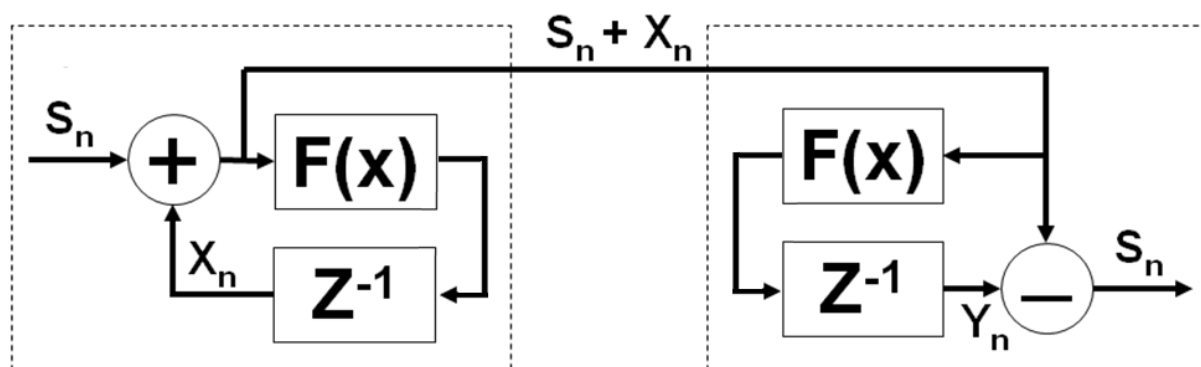 Sₙ + Xₙ
Sₙ
+
F(x)
Xₙ
Z⁻¹
F(x)
Z⁻¹
Yₙ
−
Sₙ